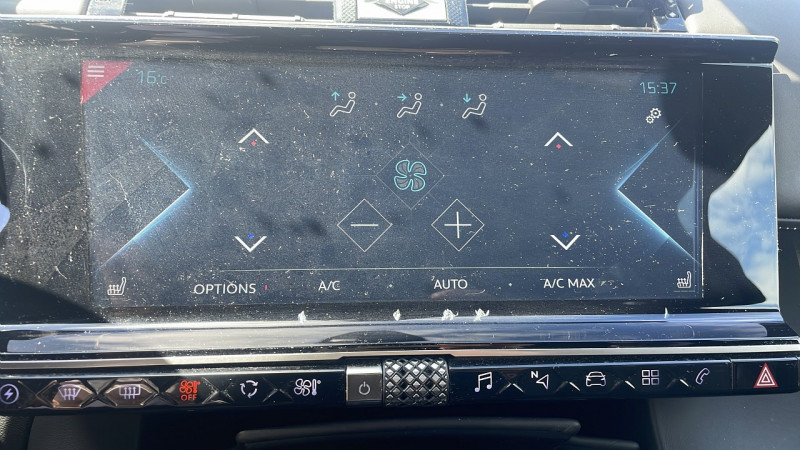 16°C
15:37
OPTIONS A/C AUTO A/C MAX
OFF N